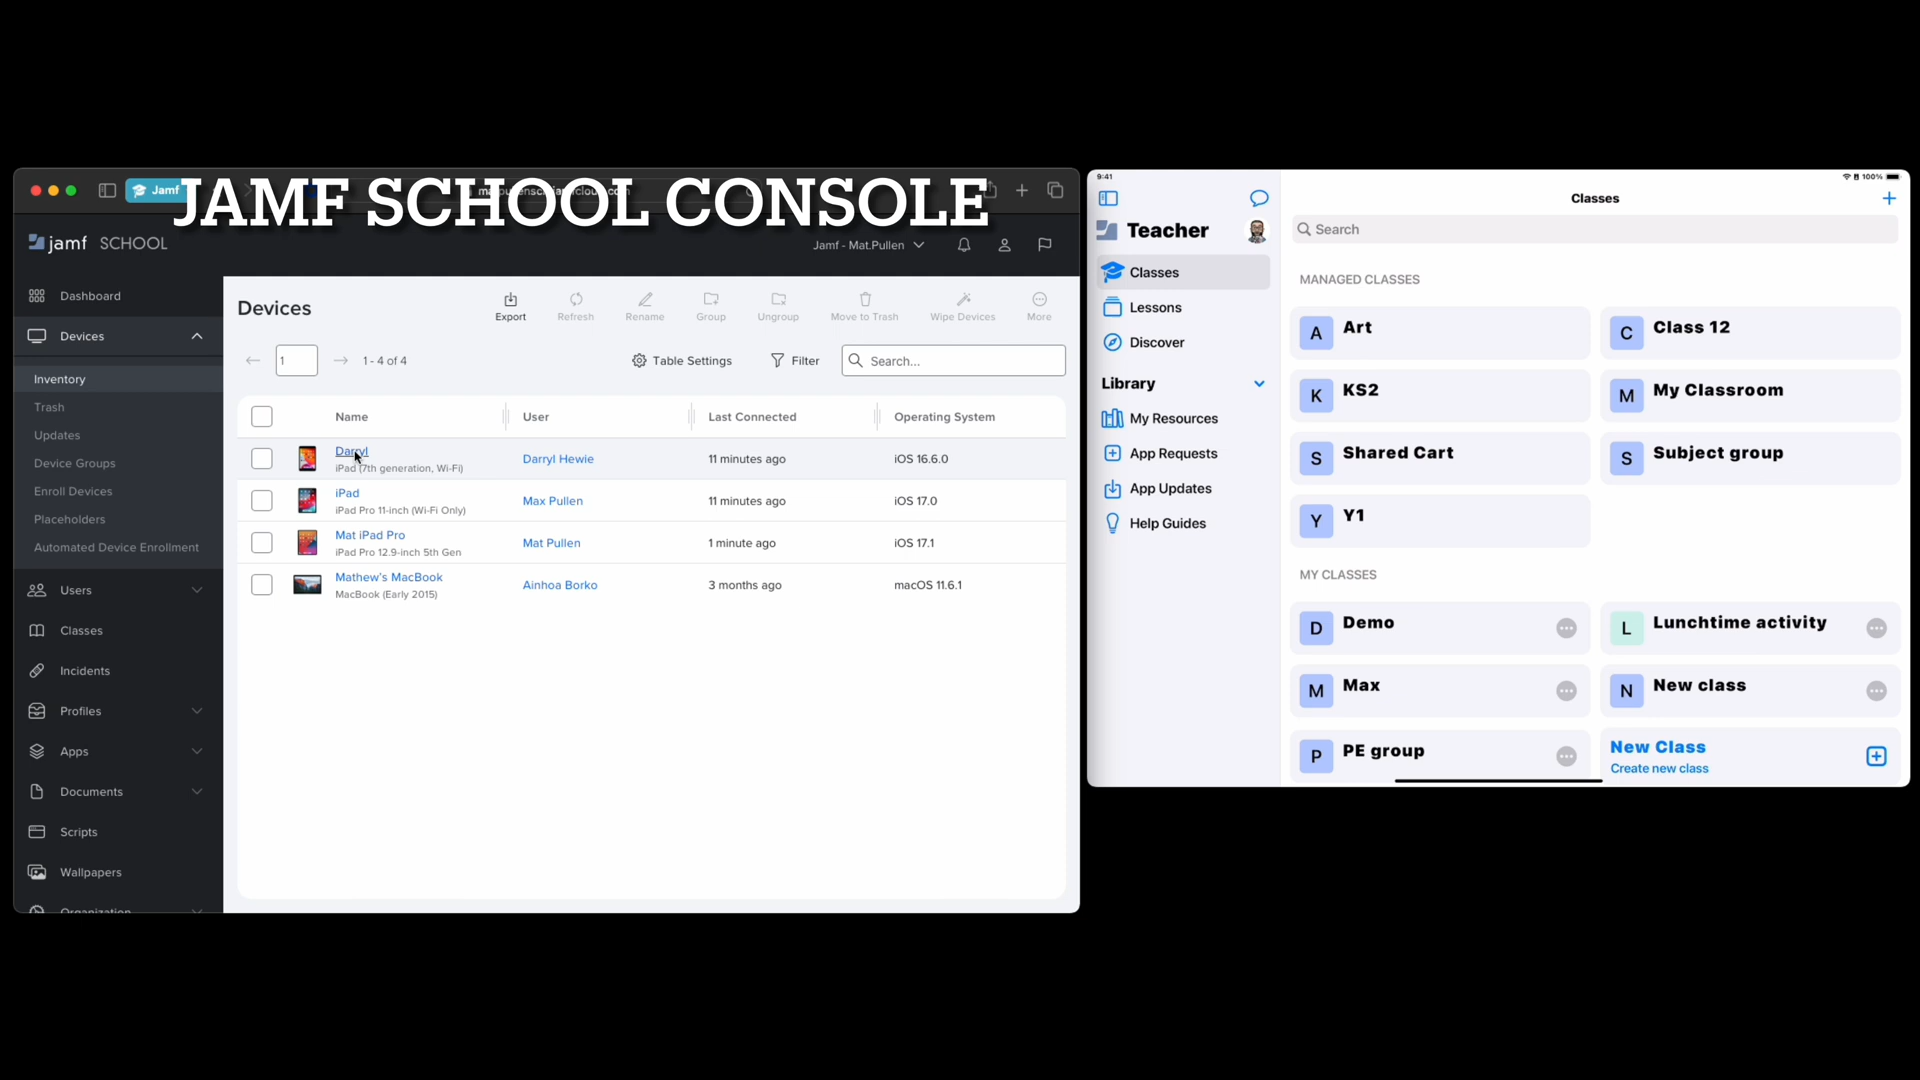 JAMF SCHOOL CONSOLE
Jamf
jamf SCHOOL
Jamf - Mat.Pullen
Dashboard
Devices
Inventory
Trash
Updates
Device Groups
Enroll Devices
Placeholders
Automated Device Enrollment
Users
Classes
Incidents
Profiles
Apps
Documents
Scripts
Wallpapers
Organization
Devices
Export
Refresh
Rename
Group
Ungroup
Move to Trash
Wipe Devices
More
1
1 - 4 of 4
Table Settings
Filter
Search...
Name User Last Connected Operating System
Darryl
iPad (7th generation, Wi-Fi)
Darryl Hewie 11 minutes ago iOS 16.6.0
iPad
iPad Pro 11-inch (Wi-Fi Only)
Max Pullen 11 minutes ago iOS 17.0
Mat iPad Pro
iPad Pro 12.9-inch 5th Gen
Mat Pullen 1 minute ago iOS 17.1
Mathew's MacBook
MacBook (Early 2015)
Ainhoa Borko 3 months ago macOS 11.6.1
9:41
100%
Teacher
Classes
Lessons
Discover
Library
My Resources
App Requests
App Updates
Help Guides
Classes
Search
MANAGED CLASSES
A Art
C Class 12
K KS2
M My Classroom
S Shared Cart
S Subject group
Y Y1
MY CLASSES
D Demo
L Lunchtime activity
M Max
N New class
P PE group
New Class
Create new class